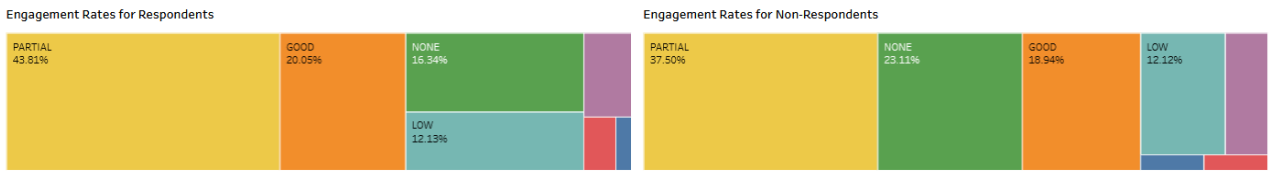 Engagement Rates for Respondents
PARTIAL
43.81%
GOOD
20.05%
NONE
16.34%
LOW
12.13%
Engagement Rates for Non-Respondents
PARTIAL
37.50%
NONE
23.11%
GOOD
18.94%
LOW
12.12%